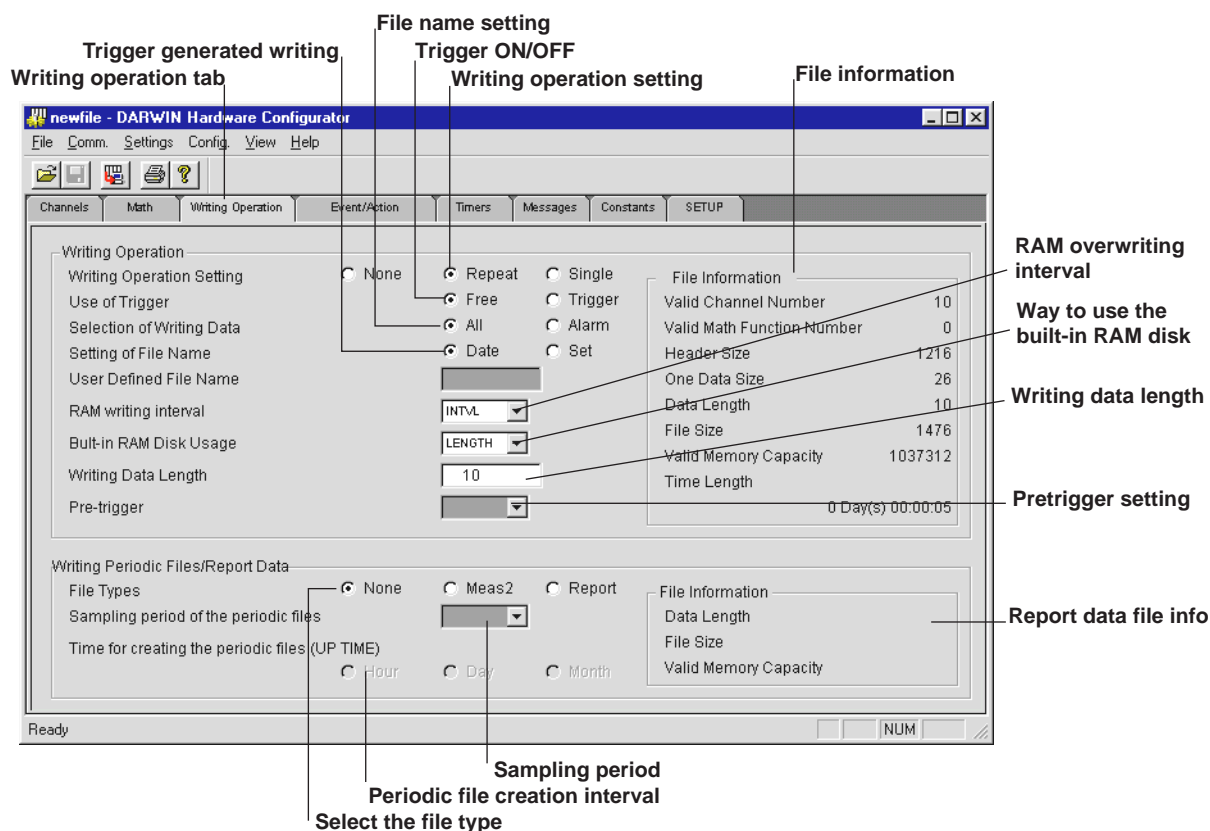 File name setting
Trigger generated writing
Trigger ON/OFF
Writing operation tab
Writing operation setting
File information
newfile - DARWIN Hardware Configurator
File Comm. Settings Config. View Help
Channels Math Writing Operation Event/Action Timers Messages Constants SETUP
Writing Operation
Writing Operation Setting None Repeat Single
Use of Trigger Free Trigger
Selection of Writing Data All Alarm
Setting of File Name Date Set
User Defined File Name
RAM writing interval INTVL
Bult-in RAM Disk Usage LENGTH
Writing Data Length 10
Pre-trigger
File Information
Valid Channel Number 10
Valid Math Function Number 0
Header Size 1216
One Data Size 26
Data Length 10
File Size 1476
Valid Memory Capacity 1037312
Time Length
0 Day(s) 00:00:05
RAM overwriting
interval
Way to use the
built-in RAM disk
Writing data length
Pretrigger setting
Writing Periodic Files/Report Data
File Types None Meas2 Report
Sampling period of the periodic files
Time for creating the periodic files (UP TIME)
Hour Day Month
File Information
Data Length
File Size
Valid Memory Capacity
Report data file info
Ready NUM
Sampling period
Periodic file creation interval
Select the file type